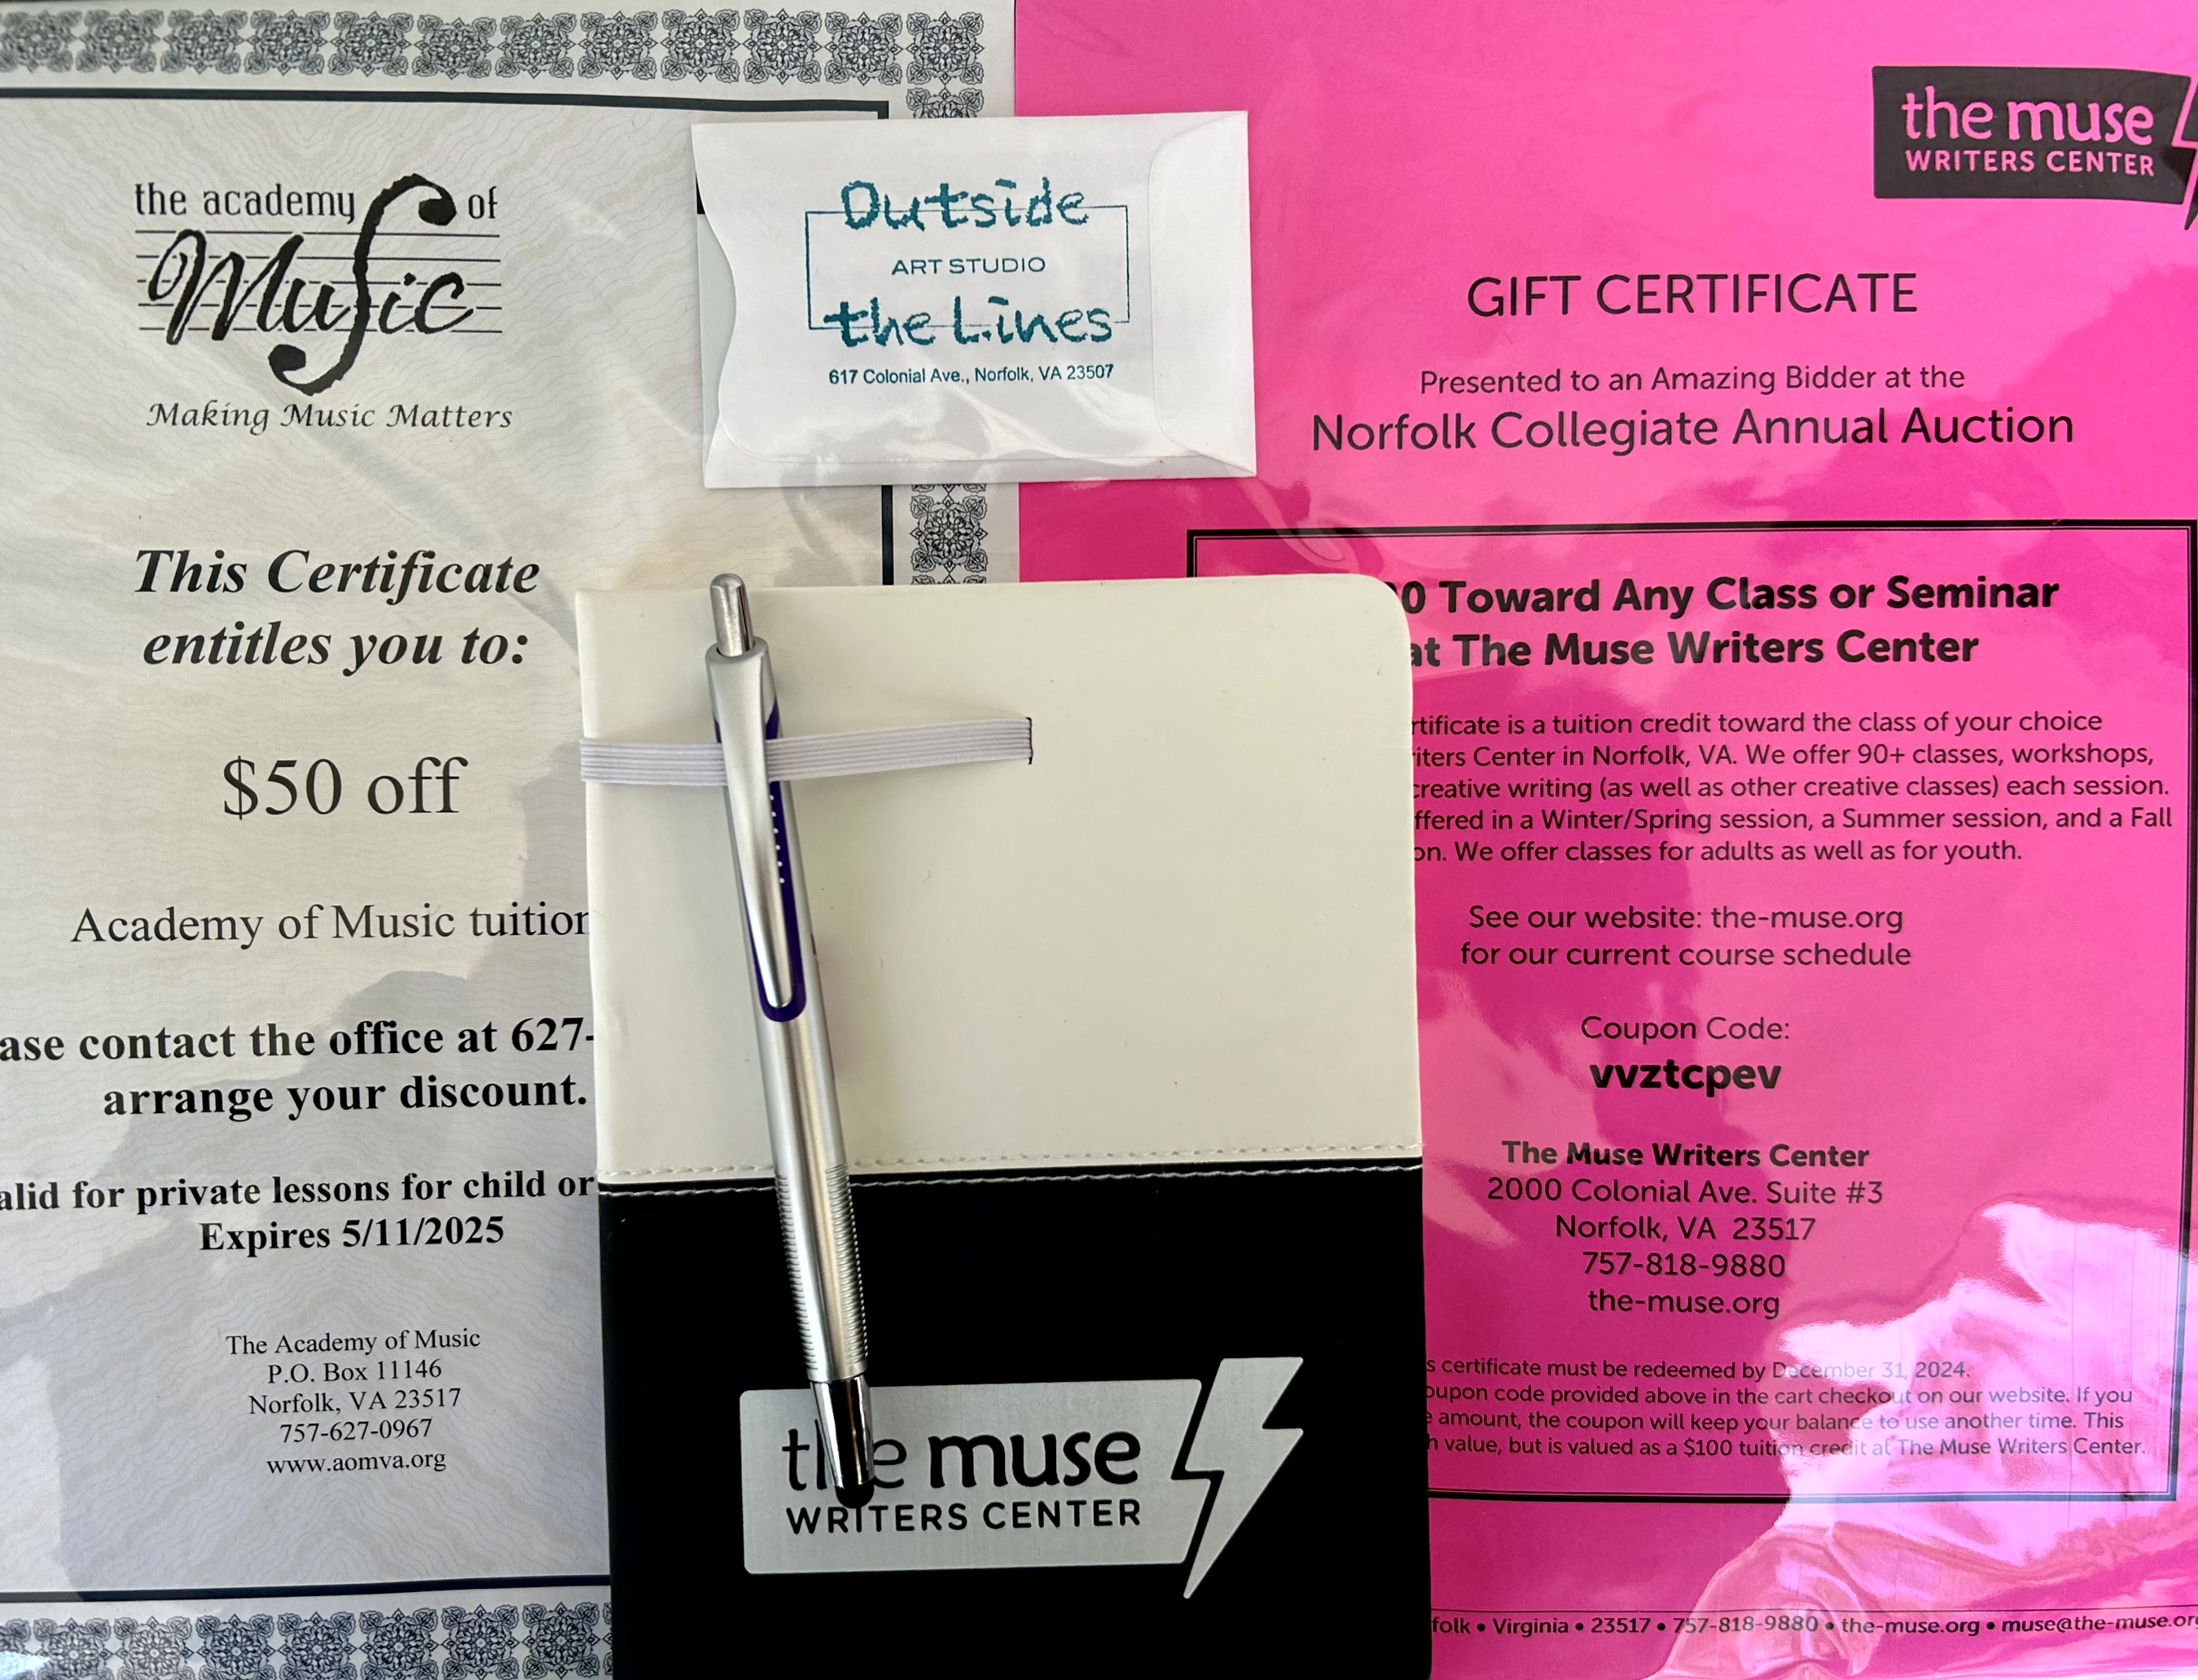 the academy of
Music
Making Music Matters
This Certificate
entitles you to:
$50 off
Academy of Music tuition
ase contact the office at 627-
arrange your discount.
alid for private lessons for child or
Expires 5/11/2025
The Academy of Music
P.O. Box 11146
Norfolk, VA 23517
757-627-0967
www.aomva.org
Outside
ART STUDIO
the Lines
617 Colonial Ave., Norfolk, VA 23507
the muse
WRITERS CENTER
the muse
WRITERS CENTER
GIFT CERTIFICATE
Presented to an Amazing Bidder at the
Norfolk Collegiate Annual Auction
0 Toward Any Class or Seminar
at The Muse Writers Center
rtificate is a tuition credit toward the class of your choice
iters Center in Norfolk, VA. We offer 90+ classes, workshops,
creative writing (as well as other creative classes) each session.
ffered in a Winter/Spring session, a Summer session, and a Fall
on. We offer classes for adults as well as for youth.
See our website: the-muse.org
for our current course schedule
Coupon Code:
vvztcpev
The Muse Writers Center
2000 Colonial Ave. Suite #3
Norfolk, VA 23517
757-818-9880
the-muse.org
s certificate must be redeemed by December 31, 2024.
oupon code provided above in the cart checkout on our website. If you
e amount, the coupon will keep your balance to use another time. This
h value, but is valued as a $100 tuition credit at The Muse Writers Center.
folk • Virginia • 23517 • 757-818-9880 • the-muse.org • muse@the-muse.or